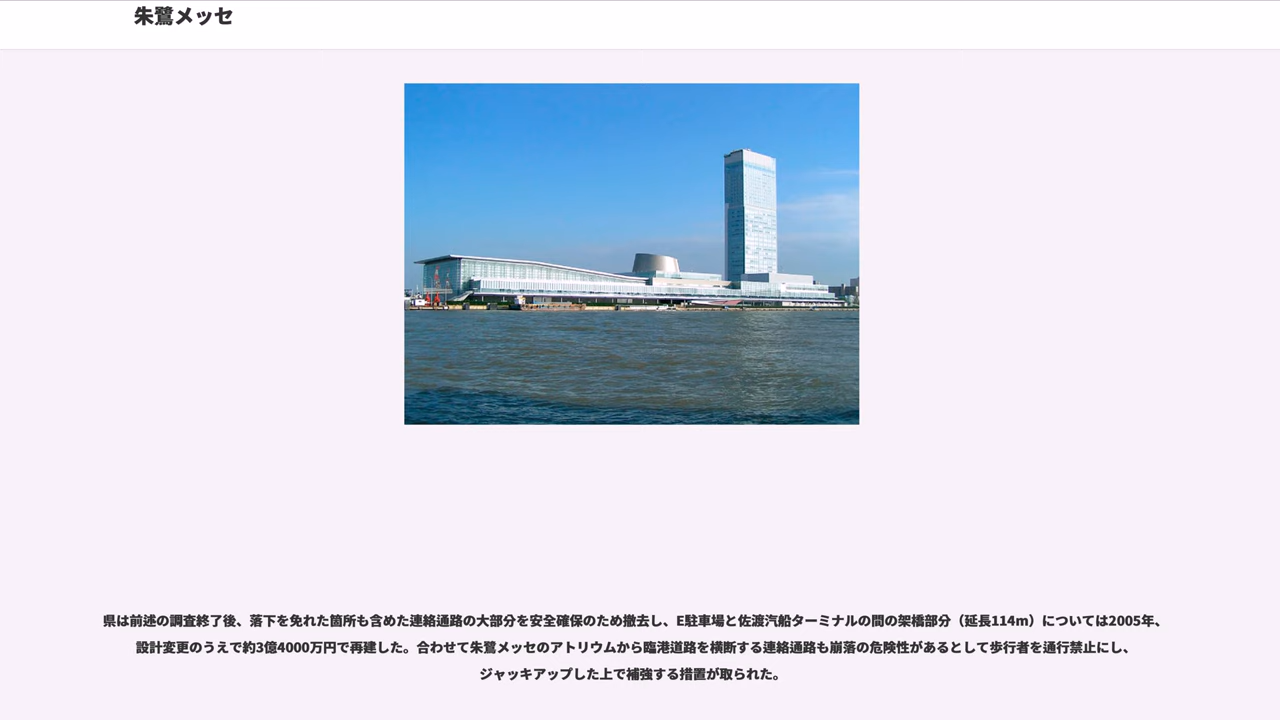 朱鷺メッセ
県は前述の調査終了後、落下を免れた箇所も含めた連絡通路の大部分を安全確保のため撤去し、E駐車場と佐渡汽船ターミナルの間の架橋部分（延長114m）については2005年、
設計変更のうえで約3億4000万円で再建した。合わせて朱鷺メッセのアトリウムから臨港道路を横断する連絡通路も崩落の危険性があるとして歩行者を通行禁止にし、
ジャッキアップした上で補強する措置が取られた。